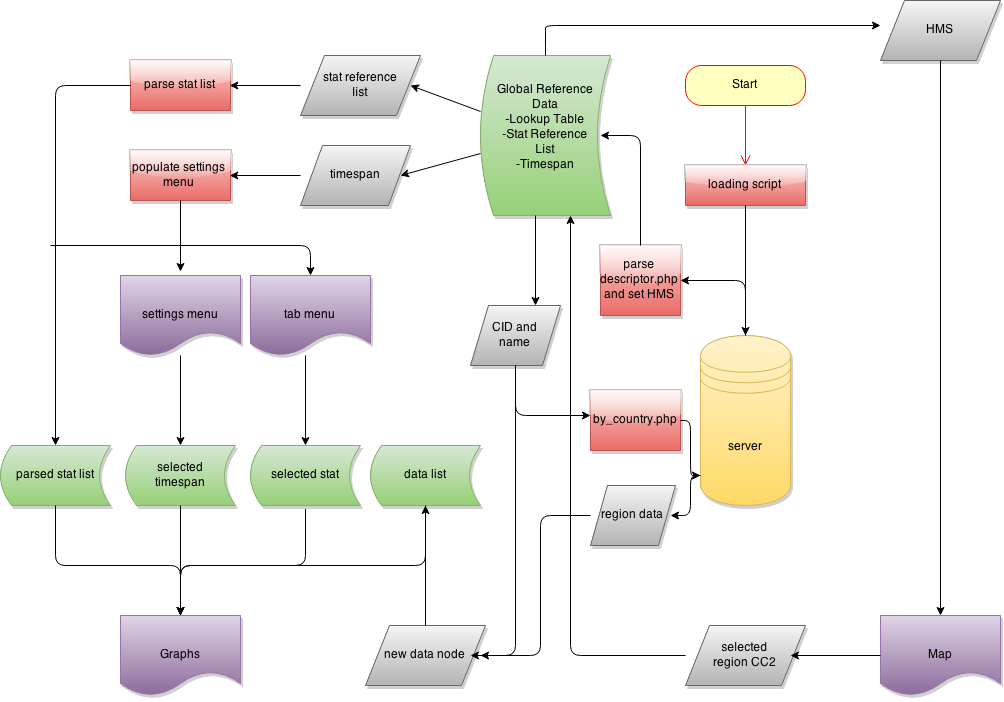 HMS
Start
Global Reference
Data
-Lookup Table
-Stat Reference
List
-Timespan
stat reference
list
parse stat list
timespan
populate settings
menu
loading script
parse
descriptor.php
and set HMS
settings menu
tab menu
CID and
name
by_country.php
server
parsed stat list
selected
timespan
selected stat
data list
region data
Graphs
new data node
selected
region CC2
Map